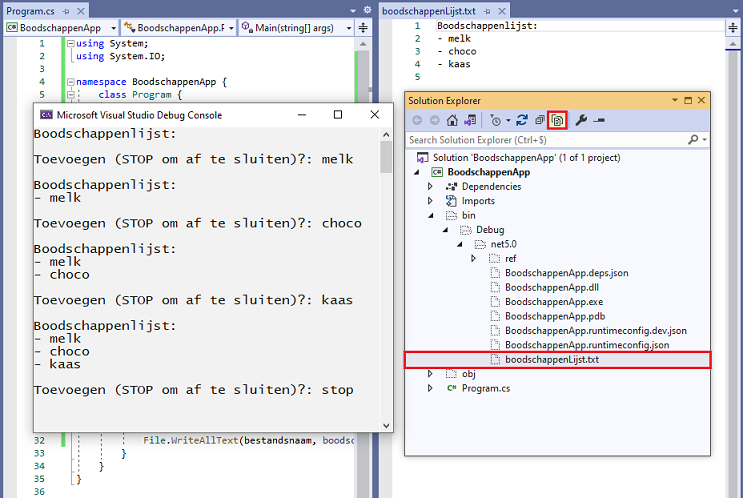 Program.cs
BoodschappenApp
BoodschappenApp.F
Main(string[] args)
1 using System;
2 using System.IO;
3
4 namespace BoodschappenApp {
5 class Program {
Microsoft Visual Studio Debug Console
Boodschappenlijst:
Toevoegen (STOP om af te sluiten)?: melk
Boodschappenlijst:
- melk
Toevoegen (STOP om af te sluiten)?: choco
Boodschappenlijst:
- melk
- choco
Toevoegen (STOP om af te sluiten)?: kaas
Boodschappenlijst:
- melk
- choco
- kaas
Toevoegen (STOP om af te sluiten)?: stop
32 File.WriteAllText(bestandsnaam, boodsc
33 }
34 }
35 }
36
boodschappenLijst.txt
1 Boodschappenlijst:
2 - melk
3 - choco
4 - kaas
5
Solution Explorer
Search Solution Explorer (Ctrl+$)
Solution 'BoodschappenApp' (1 of 1 project)
C# BoodschappenApp
Dependencies
Imports
bin
Debug
net5.0
ref
BoodschappenApp.deps.json
BoodschappenApp.dll
BoodschappenApp.exe
BoodschappenApp.pdb
BoodschappenApp.runtimeconfig.dev.json
BoodschappenApp.runtimeconfig.json
boodschappenLijst.txt
obj
C# Program.cs